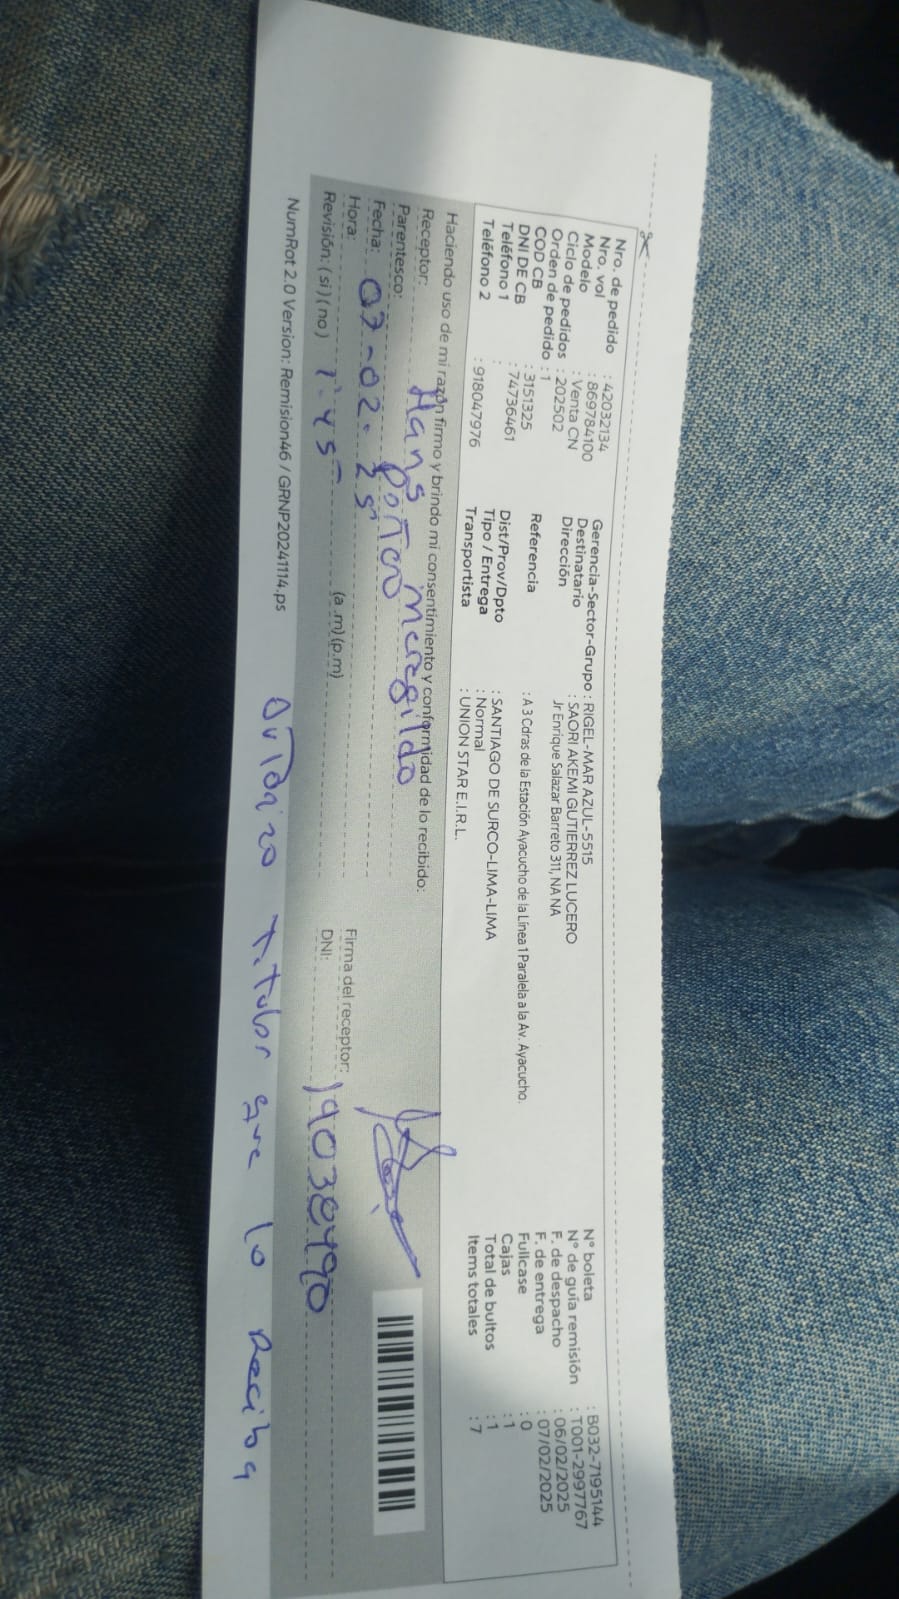 Nro. de pedido : 42032134
Nro. vol : 869784100
Modelo : Venta CN
Ciclo de pedidos : 202502
Orden de pedido : 1
COD CB : 3151325
DNI DE CB : 74736461
Teléfono 1 :
Teléfono 2 : 918047976
Gerencia-Sector-Grupo : RIGEL-MAR AZUL-5515
Destinatario : SAORI AKEMI GUTIERREZ LUCERO
Dirección Jr Enrique Salazar Barreto 311, NA NA
Referencia : A 3 Cdras de la Estación Ayacucho de la Línea 1 Paralela a la Av. Ayacucho.
Dist/Prov/Dpto : SANTIAGO DE SURCO-LIMA-LIMA
Tipo / Entrega : Normal
Transportista : UNION STAR E.I.R.L.
N° boleta : B032-7195144
N° de guía remisión : T001-2997767
F. de despacho : 06/02/2025
F. de entrega : 07/02/2025
Fullcase : 0
Cajas : 1
Total de bultos : 1
Items totales : 7
Haciendo uso de mi razón firmo y brindo mi consentimiento y conformidad de lo recibido:
Receptor: Hans
Parentesco:
Fecha: 07-02-25
Hora: (a.m) (p.m)
Revisión: (si) (no) 1:45
Firma del receptor:
DNI: 19038490
NumRot 2.0 Version: Remision46 / GRNP20241114.ps
titular que lo Reciba